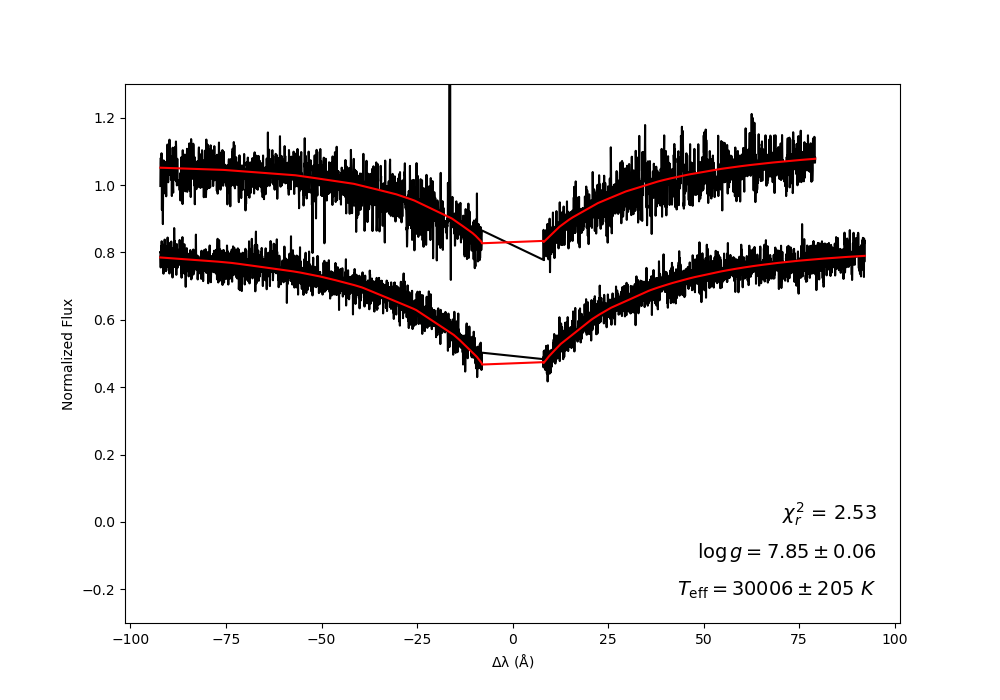 1.2
1.0
0.8
0.6
0.4
0.2
0.0
−0.2
Normalized Flux
χ²ᵣ = 2.53
log g = 7.85 ± 0.06
T_eff = 30006 ± 205 K
−100 −75 −50 −25 0 25 50 75 100
Δλ (Å)